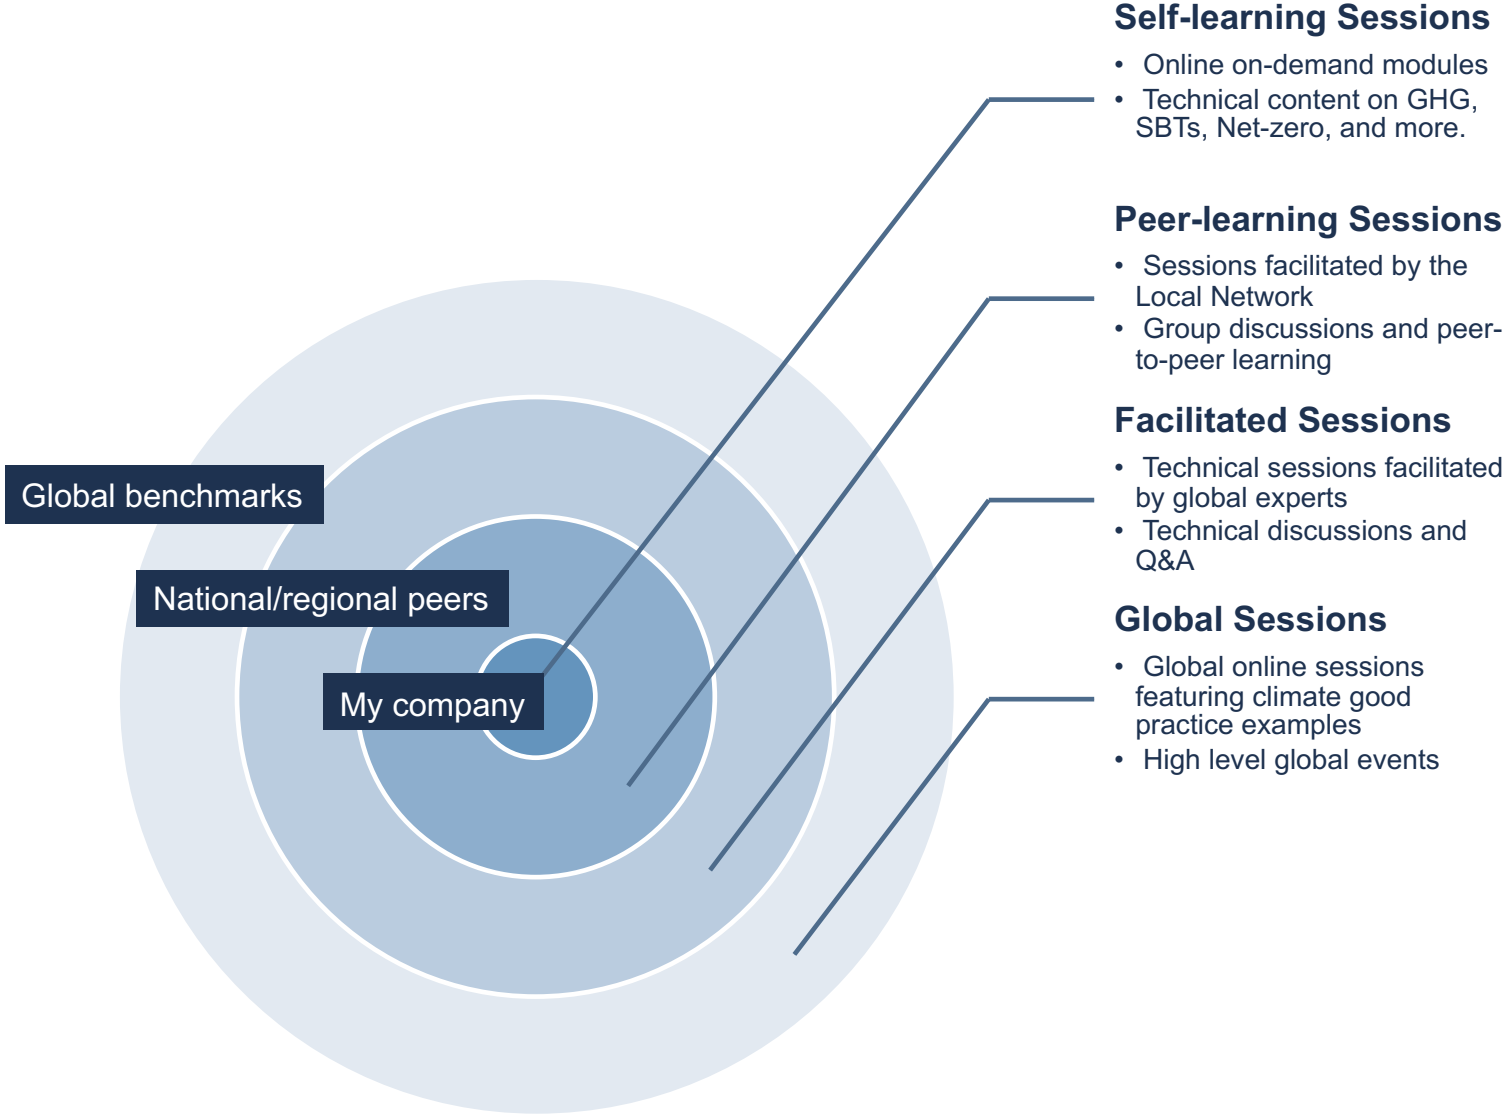 Self-learning Sessions
• Online on-demand modules
• Technical content on GHG,
SBTs, Net-zero, and more.
Peer-learning Sessions
• Sessions facilitated by the
Local Network
• Group discussions and peer-
to-peer learning
Facilitated Sessions
• Technical sessions facilitated
by global experts
• Technical discussions and
Q&A
Global Sessions
• Global online sessions
featuring climate good
practice examples
• High level global events
Global benchmarks
National/regional peers
My company